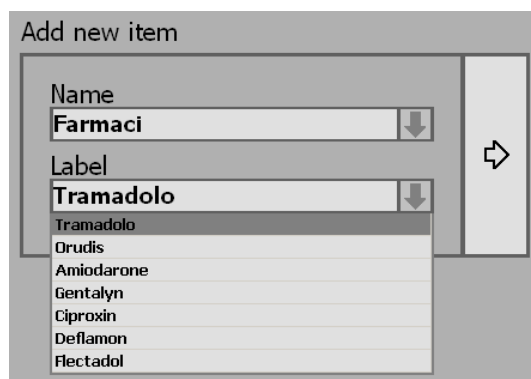 Add new item
Name
Farmaci
Label
Tramadolo
Tramadolo
Orudis
Amiodarone
Gentalyn
Ciproxin
Deflamon
Flectadol